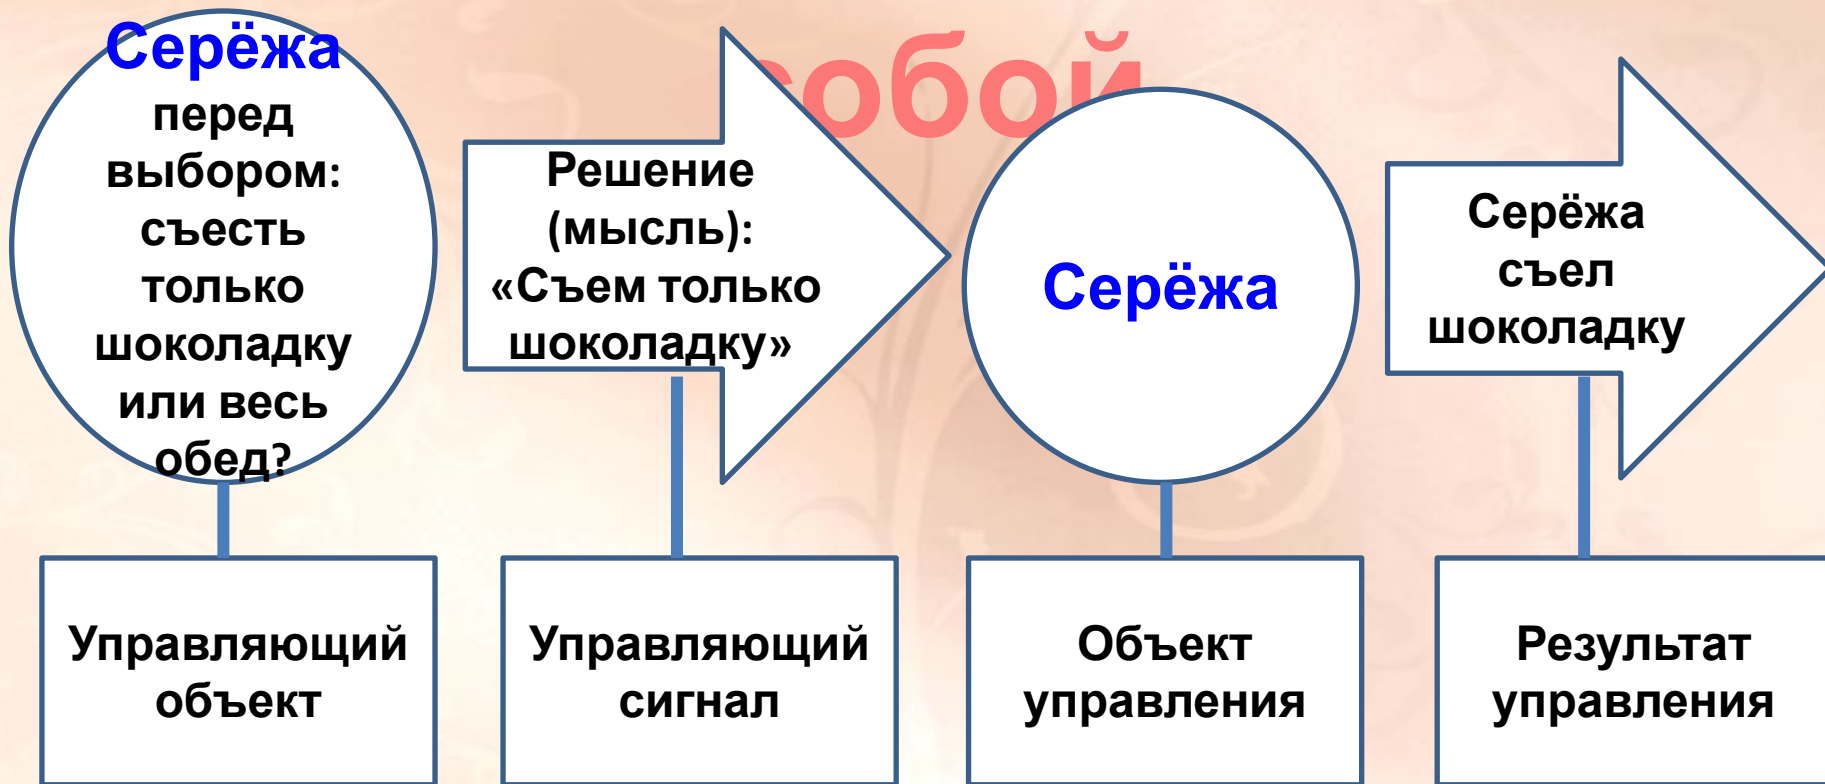 собой
Серёжа
перед
выбором:
съесть
только
шоколадку
или весь
обед?
Решение
(мысль):
«Съем только
шоколадку»
Серёжа
Серёжа
съел
шоколадку
Управляющий
объект
Управляющий
сигнал
Объект
управления
Результат
управления